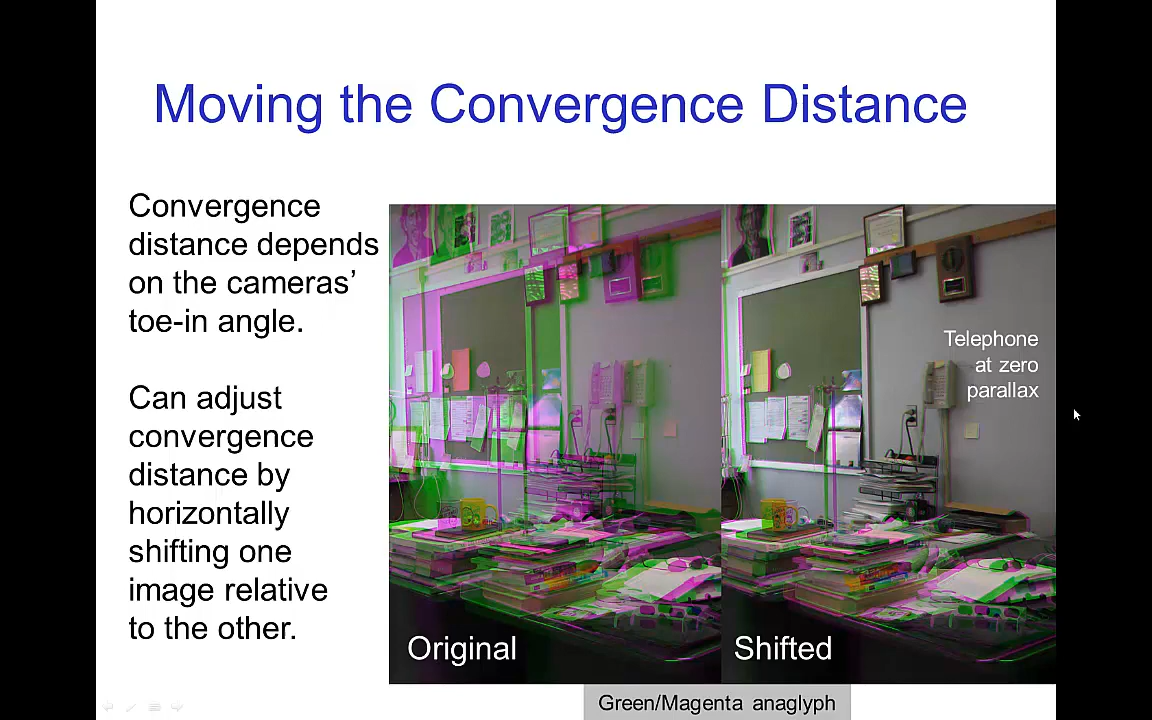 Moving the Convergence Distance
Convergence
distance depends
on the cameras’
toe-in angle.
Can adjust
convergence
distance by
horizontally
shifting one
image relative
to the other.
Telephone
at zero
parallax
Original
Shifted
Green/Magenta anaglyph